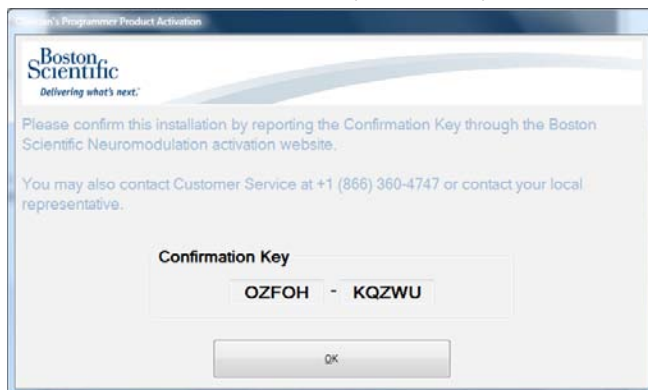 Clinician's Programmer Product Activation
Boston
Scientific
Delivering what's next.™
Please confirm this installation by reporting the Confirmation Key through the Boston
Scientific Neuromodulation activation website.
You may also contact Customer Service at +1 (866) 360-4747 or contact your local
representative.
Confirmation Key
OZFOH - KQZWU
OK